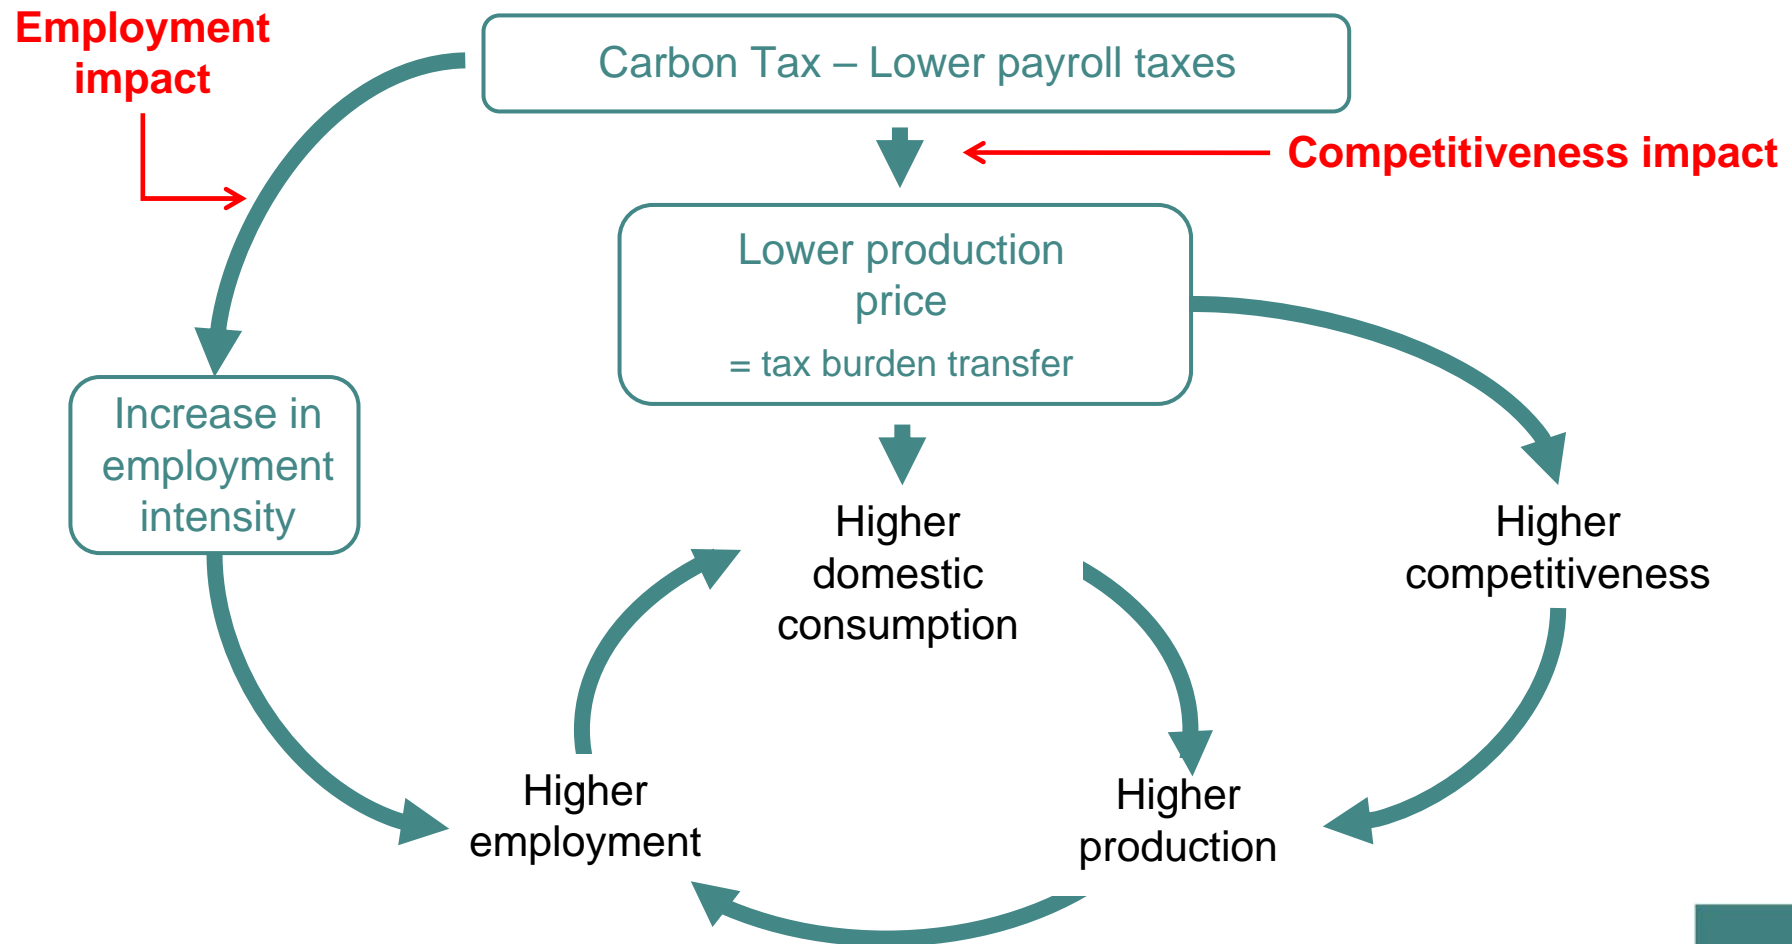 Employment
impact
Carbon Tax – Lower payroll taxes
Competitiveness impact
Lower production
price
= tax burden transfer
Increase in
employment
intensity
Higher
domestic
consumption
Higher
competitiveness
Higher
employment
Higher
production